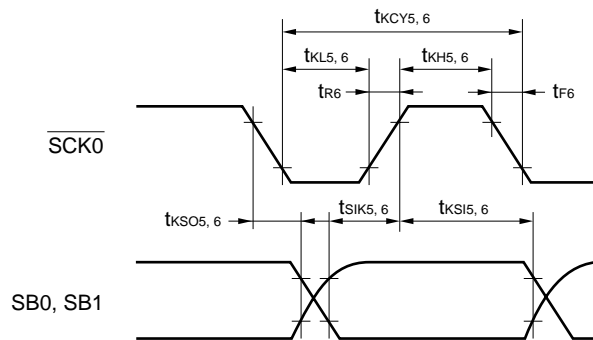 tKCY5, 6
tKL5, 6 tKH5, 6
tR6 tF6
SCK0
tKSO5, 6 tSIK5, 6 tKSI5, 6
SB0, SB1